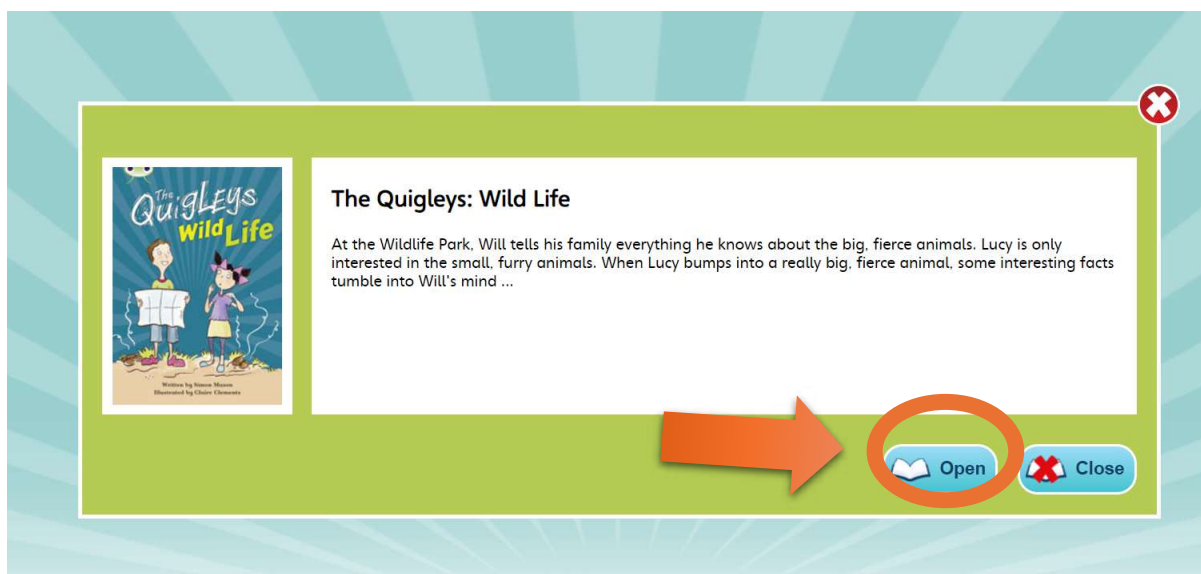 The
Quigleys
Wild Life
Written by Simon Mason
Illustrated by Claire Clements
The Quigleys: Wild Life
At the Wildlife Park, Will tells his family everything he knows about the big, fierce animals. Lucy is only
interested in the small, furry animals. When Lucy bumps into a really big, fierce animal, some interesting facts
tumble into Will's mind ...
Open
Close